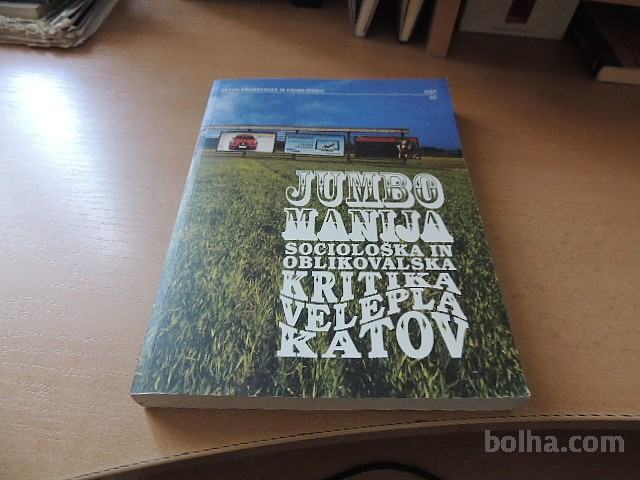 JUMBO
MANIJA
SOCIOLOŠKA IN
OBLIKOVALSKA
KRITIKA
VELEPLA
KATOV
bolha.com